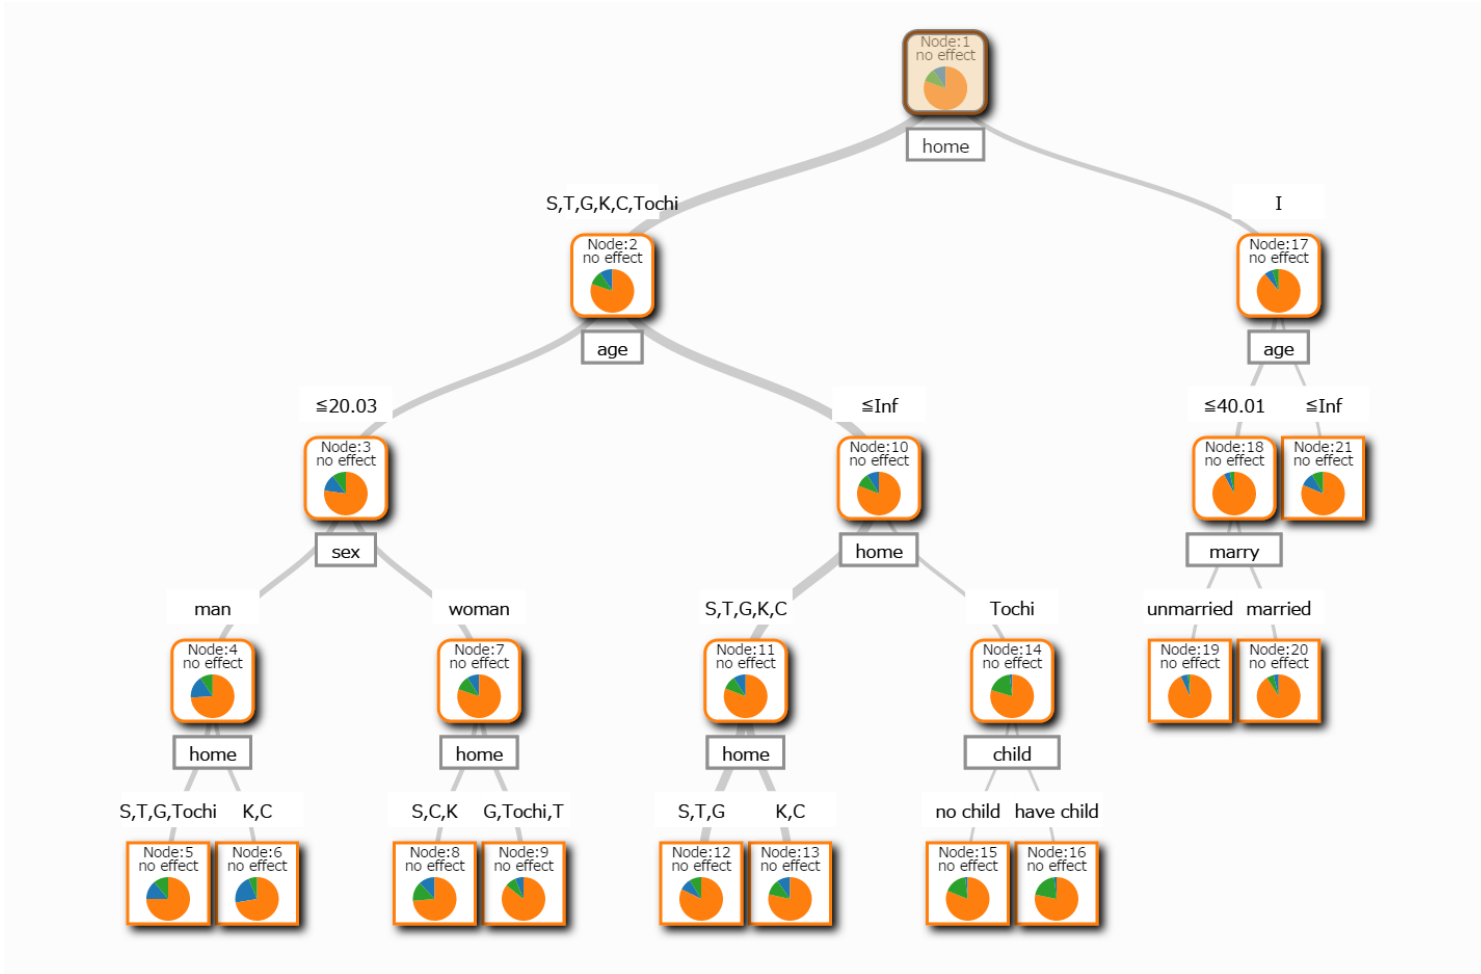 Node:1
no effect
home
S,T,G,K,C,Tochi
I
Node:2
no effect
Node:17
no effect
age
age
≦20.03
≦Inf
≦40.01
≦Inf
Node:3
no effect
Node:10
no effect
Node:18
no effect
Node:21
no effect
sex
home
marry
man
woman
S,T,G,K,C
Tochi
unmarried
married
Node:4
no effect
Node:7
no effect
Node:11
no effect
Node:14
no effect
Node:19
no effect
Node:20
no effect
home
home
home
child
S,T,G,Tochi
K,C
S,C,K
G,Tochi,T
S,T,G
K,C
no child
have child
Node:5
no effect
Node:6
no effect
Node:8
no effect
Node:9
no effect
Node:12
no effect
Node:13
no effect
Node:15
no effect
Node:16
no effect